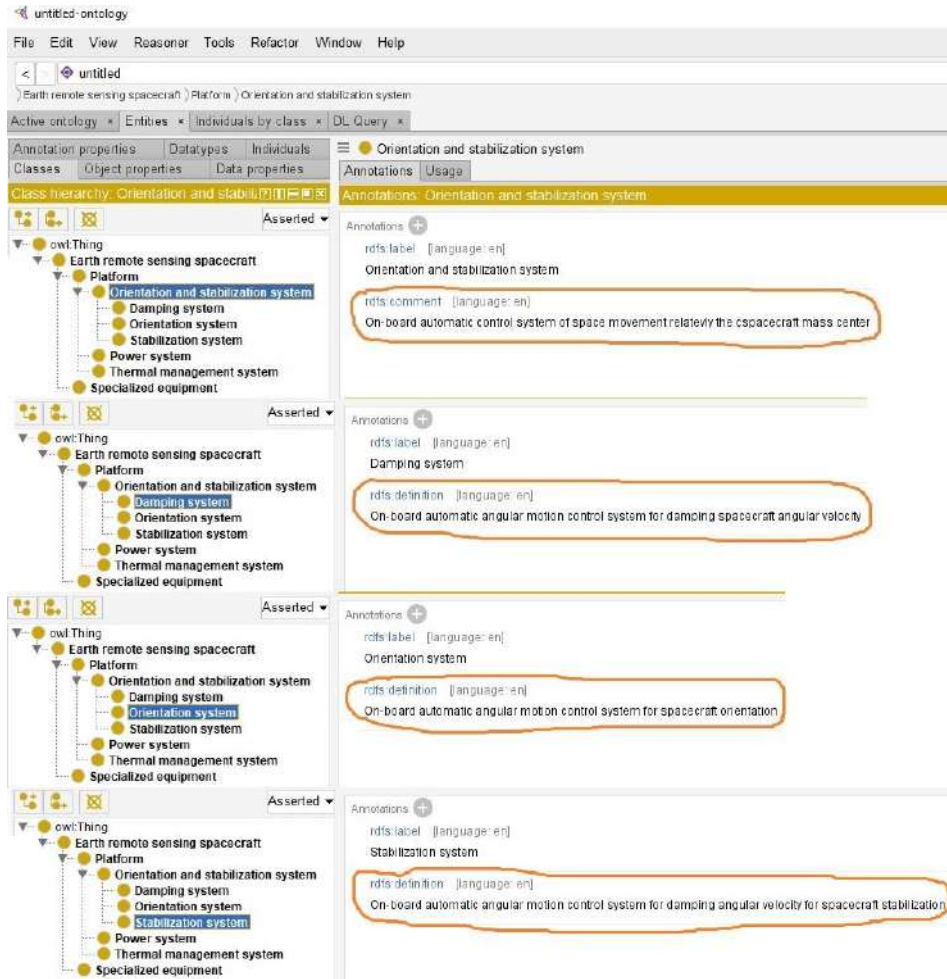 untitled-ontology
File Edit View Reasoner Tools Refactor Window Help
< > untitled
Earth remote sensing spacecraft Platform Orientation and stabilization system
Active ontology × Entities × Individuals by class × DL Query ×
Annotation properties Datatypes Individuals
Classes Object properties Data properties
Orientation and stabilization system
Annotations Usage
Class hierarchy: Orientation and stabili
Annotations: Orientation and stabilization system
Asserted
owl:Thing
Earth remote sensing spacecraft
Platform
Orientation and stabilization system
Damping system
Orientation system
Stabilization system
Power system
Thermal management system
Specialized equipment
Annotations
rdfs:label [language: en]
Orientation and stabilization system
rdfs:comment [language: en]
On-board automatic control system of space movement relatevly the cspacecraft mass center
Asserted
owl:Thing
Earth remote sensing spacecraft
Platform
Orientation and stabilization system
Damping system
Orientation system
Stabilization system
Power system
Thermal management system
Specialized equipment
Annotations
rdfs:label [language: en]
Damping system
rdfs:definition [language: en]
On-board automatic angular motion control system for damping spacecraft angular velocity
Asserted
owl:Thing
Earth remote sensing spacecraft
Platform
Orientation and stabilization system
Damping system
Orientation system
Stabilization system
Power system
Thermal management system
Specialized equipment
Annotations
rdfs:label [language: en]
Orientation system
rdfs:definition [language: en]
On-board automatic angular motion control system for spacecraft orientation
Asserted
owl:Thing
Earth remote sensing spacecraft
Platform
Orientation and stabilization system
Damping system
Orientation system
Stabilization system
Power system
Thermal management system
Specialized equipment
Annotations
rdfs:label [language: en]
Stabilization system
rdfs:definition [language: en]
On-board automatic angular motion control system for damping angular velocity for spacecraft stabilization